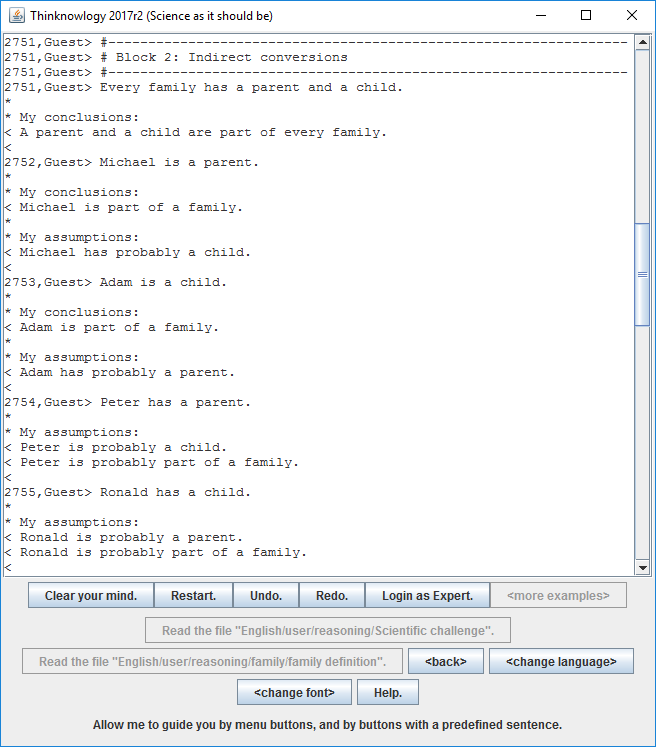 Thinknowlogy 2017r2 (Science as it should be)
2751,Guest> #-----------------------------------------------------------------
2751,Guest> # Block 2: Indirect conversions
2751,Guest> #-----------------------------------------------------------------
2751,Guest> Every family has a parent and a child.
*
* My conclusions:
< A parent and a child are part of every family.
<
2752,Guest> Michael is a parent.
*
* My conclusions:
< Michael is part of a family.
*
* My assumptions:
< Michael has probably a child.
<
2753,Guest> Adam is a child.
*
* My conclusions:
< Adam is part of a family.
*
* My assumptions:
< Adam has probably a parent.
<
2754,Guest> Peter has a parent.
*
* My assumptions:
< Peter is probably a child.
< Peter is probably part of a family.
<
2755,Guest> Ronald has a child.
*
* My assumptions:
< Ronald is probably a parent.
< Ronald is probably part of a family.
<
Clear your mind. Restart. Undo. Redo. Login as Expert. <more examples>
Read the file "English/user/reasoning/Scientific challenge".
Read the file "English/user/reasoning/family/family definition". <back> <change language>
<change font> Help.
Allow me to guide you by menu buttons, and by buttons with a predefined sentence.